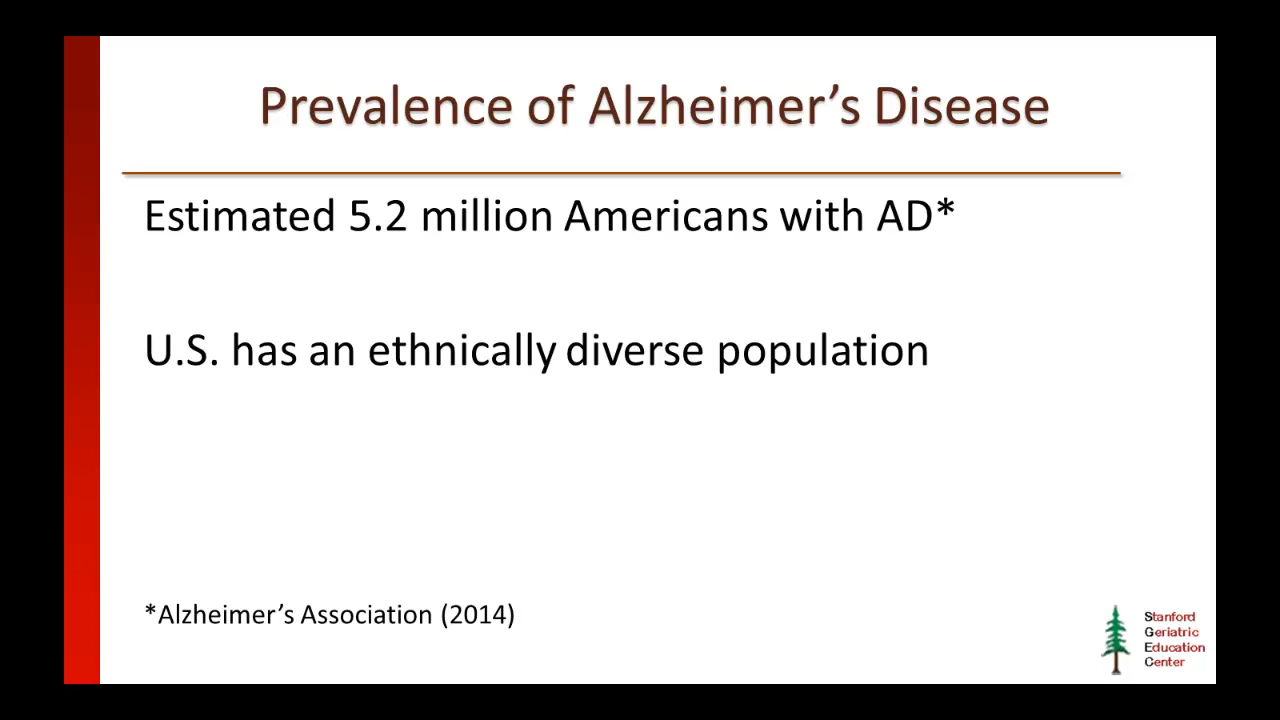 Prevalence of Alzheimer’s Disease
Estimated 5.2 million Americans with AD*
U.S. has an ethnically diverse population
*Alzheimer’s Association (2014)
Stanford
Geriatric
Education
Center